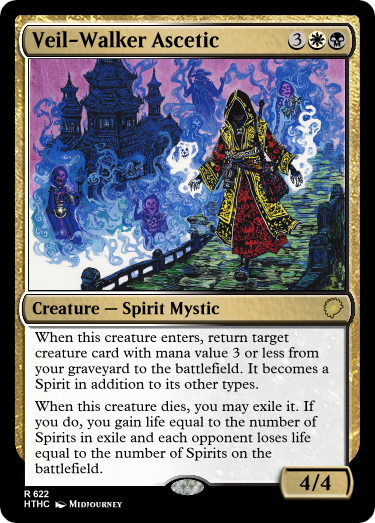 Veil-Walker Ascetic 3
Creature — Spirit Mystic
When this creature enters, return target
creature card with mana value 3 or less from
your graveyard to the battlefield. It becomes a
Spirit in addition to its other types.
When this creature dies, you may exile it. If
you do, you gain life equal to the number of
Spirits in exile and each opponent loses life
equal to the number of Spirits on the
battlefield.
4/4
R 622
HTHC Midjourney